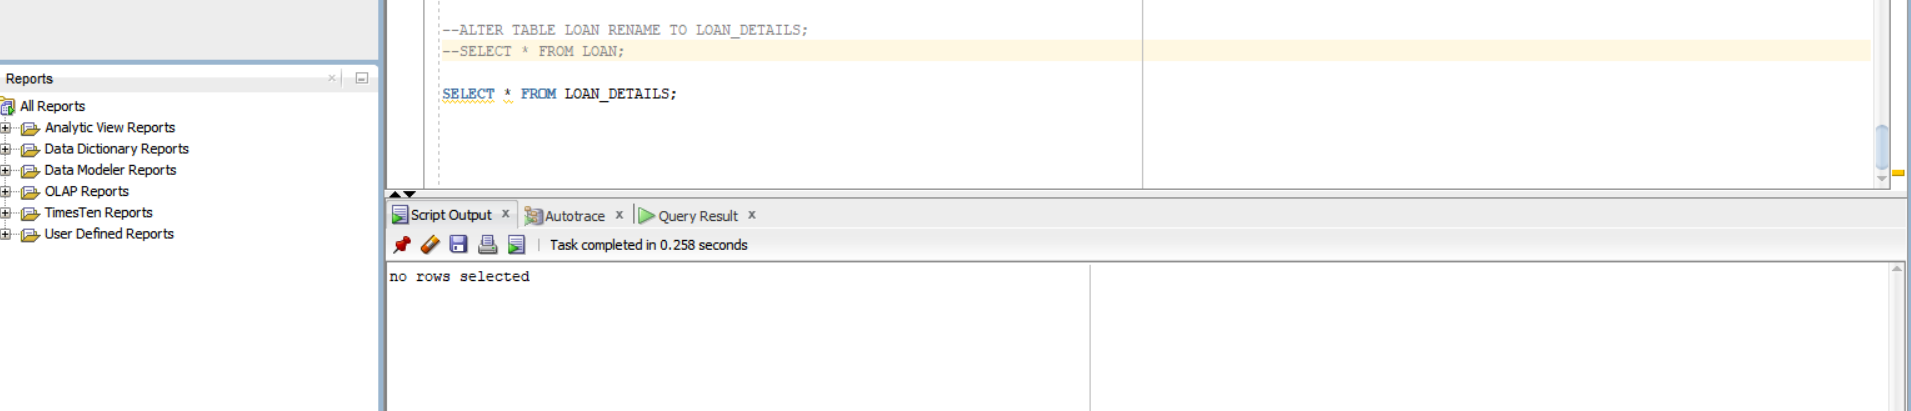 --ALTER TABLE LOAN RENAME TO LOAN_DETAILS;
--SELECT * FROM LOAN;
SELECT * FROM LOAN_DETAILS;
Reports
All Reports
Analytic View Reports
Data Dictionary Reports
Data Modeler Reports
OLAP Reports
TimesTen Reports
User Defined Reports
Script Output x Autotrace x Query Result x
Task completed in 0.258 seconds
no rows selected